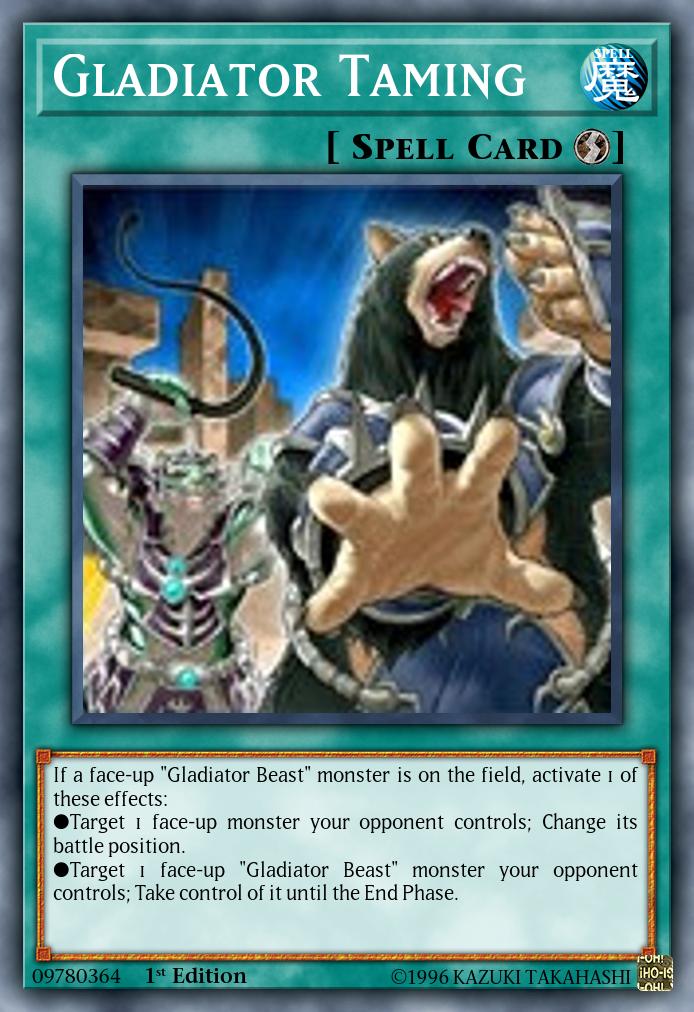 GLADIATOR TAMING
SPELL
魔
[ SPELL CARD ]
If a face-up "Gladiator Beast" monster is on the field, activate 1 of
these effects:
●Target 1 face-up monster your opponent controls; Change its
battle position.
●Target 1 face-up "Gladiator Beast" monster your opponent
controls; Take control of it until the End Phase.
09780364 1st Edition ©1996 KAZUKI TAKAHASHI